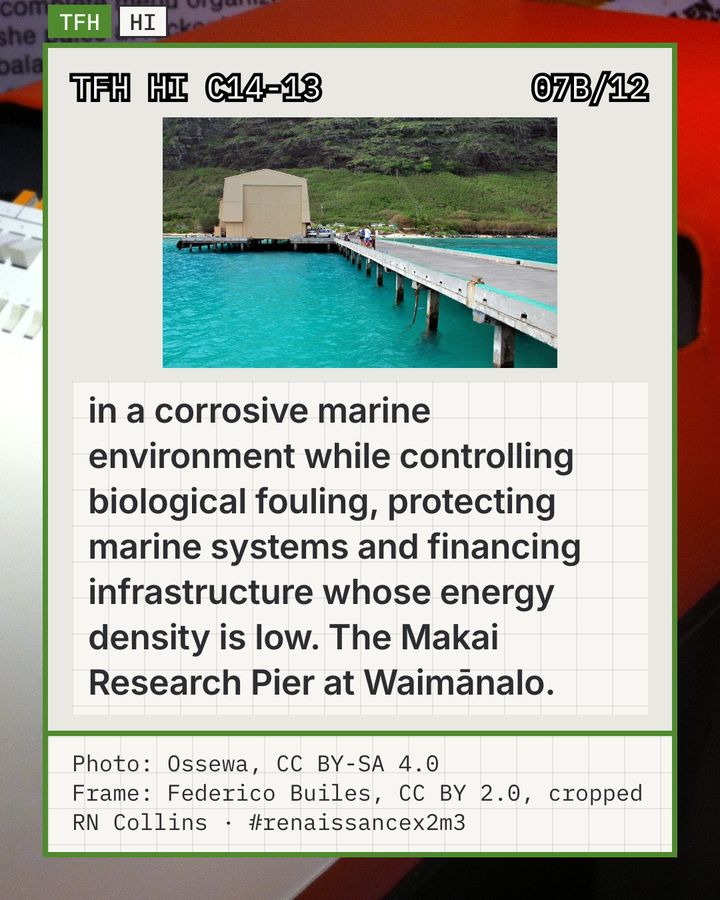 TFH HI
TFH HI C14-13 07B/12
in a corrosive marine
environment while controlling
biological fouling, protecting
marine systems and financing
infrastructure whose energy
density is low. The Makai
Research Pier at Waimānalo.
Photo: Ossewa, CC BY-SA 4.0
Frame: Federico Builes, CC BY 2.0, cropped
RN Collins · #renaissancex2m3